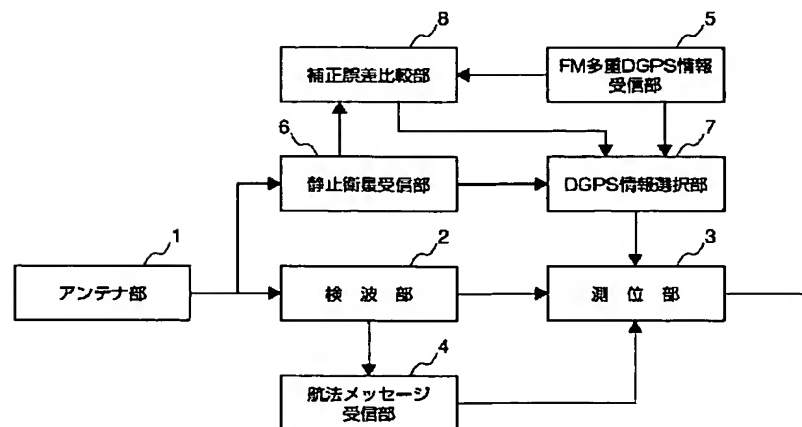 8
補正誤差比較部
5
FM多重DGPS情報
受信部
6
静止衛星受信部
7
DGPS情報選択部
1
アンテナ部
2
検 波 部
3
測 位 部
4
航法メッセージ
受信部